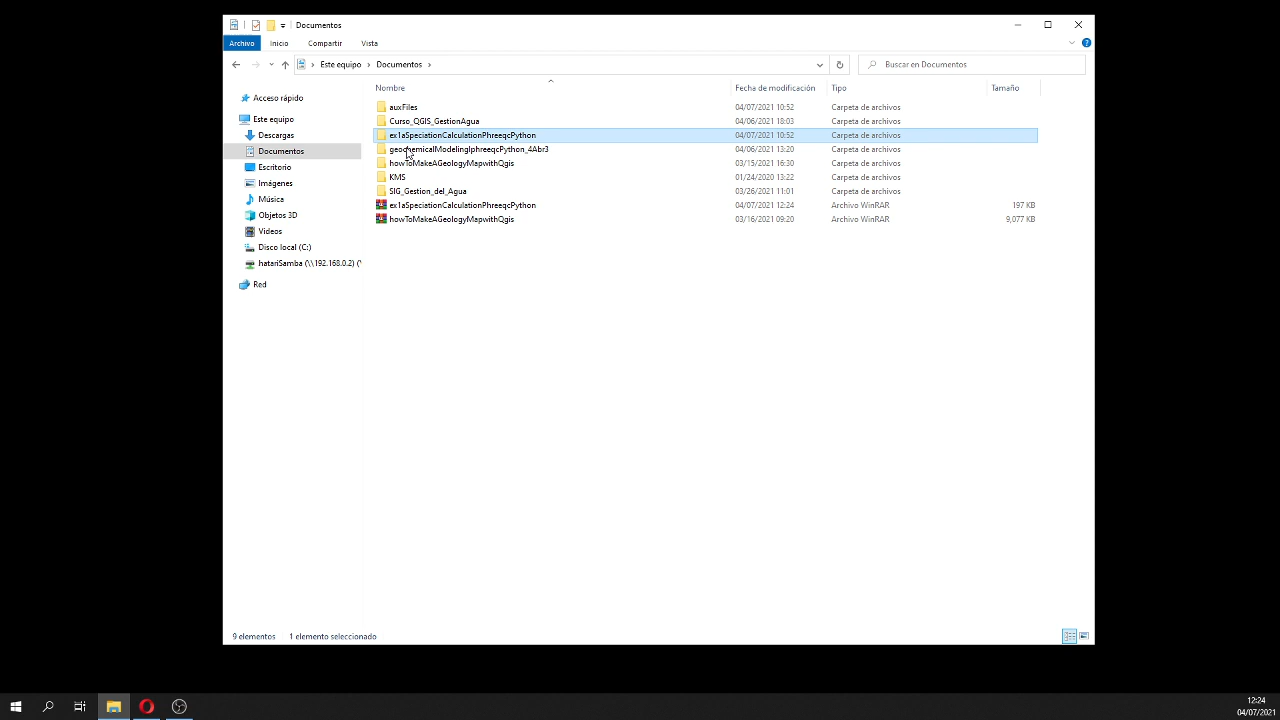 Documentos
Archivo Inicio Compartir Vista
Este equipo Documentos Buscar en Documentos
Nombre Fecha de modificación Tipo Tamaño
Acceso rápido
Este equipo
Descargas
Documentos
Escritorio
Imágenes
Música
Objetos 3D
Videos
Disco local (C:)
hatariSamba (\\192.168.0.2) (
Red
auxFiles 04/07/2021 10:52 Carpeta de archivos
Curso_QGIS_GestionAgua 04/06/2021 18:03 Carpeta de archivos
ex1aSpeciationCalculationPhreeqcPython 04/07/2021 10:52 Carpeta de archivos
geochemicalModelingIphreeqcPython_4Abr3 04/06/2021 13:20 Carpeta de archivos
howToMakeAGeologyMapwithQgis 03/15/2021 16:30 Carpeta de archivos
KMS 01/24/2020 13:22 Carpeta de archivos
SIG_Gestion_del_Agua 03/26/2021 11:01 Carpeta de archivos
ex1aSpeciationCalculationPhreeqcPython 04/07/2021 12:24 Archivo WinRAR 197 KB
howToMakeAGeologyMapwithQgis 03/16/2021 09:20 Archivo WinRAR 9,077 KB
9 elementos 1 elemento seleccionado
12:24
04/07/2021